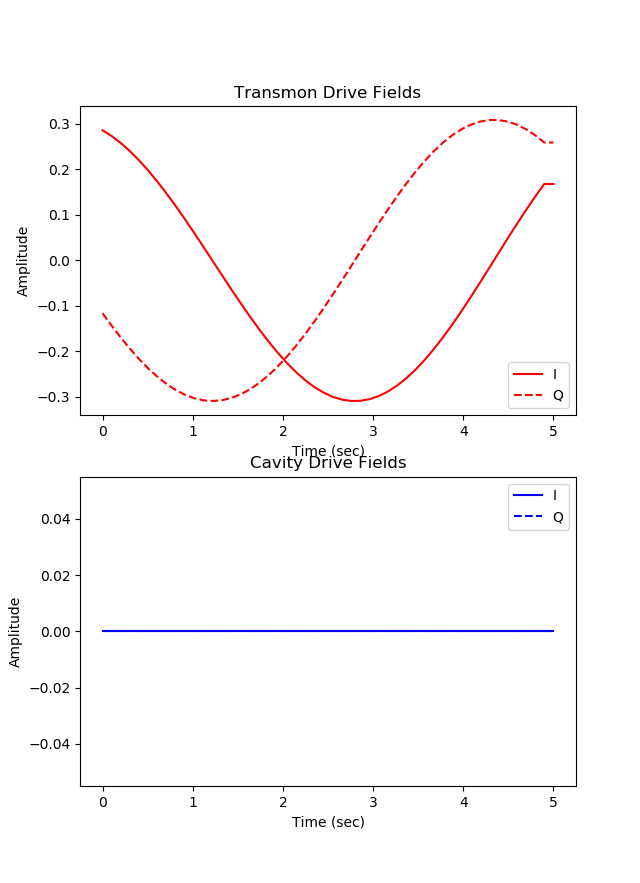 Transmon Drive Fields
Amplitude
0.3
0.2
0.1
0.0
−0.1
−0.2
−0.3
I
Q
0 1 2 3 4 5
Time (sec)
Cavity Drive Fields
Amplitude
0.04
0.02
0.00
−0.02
−0.04
I
Q
0 1 2 3 4 5
Time (sec)